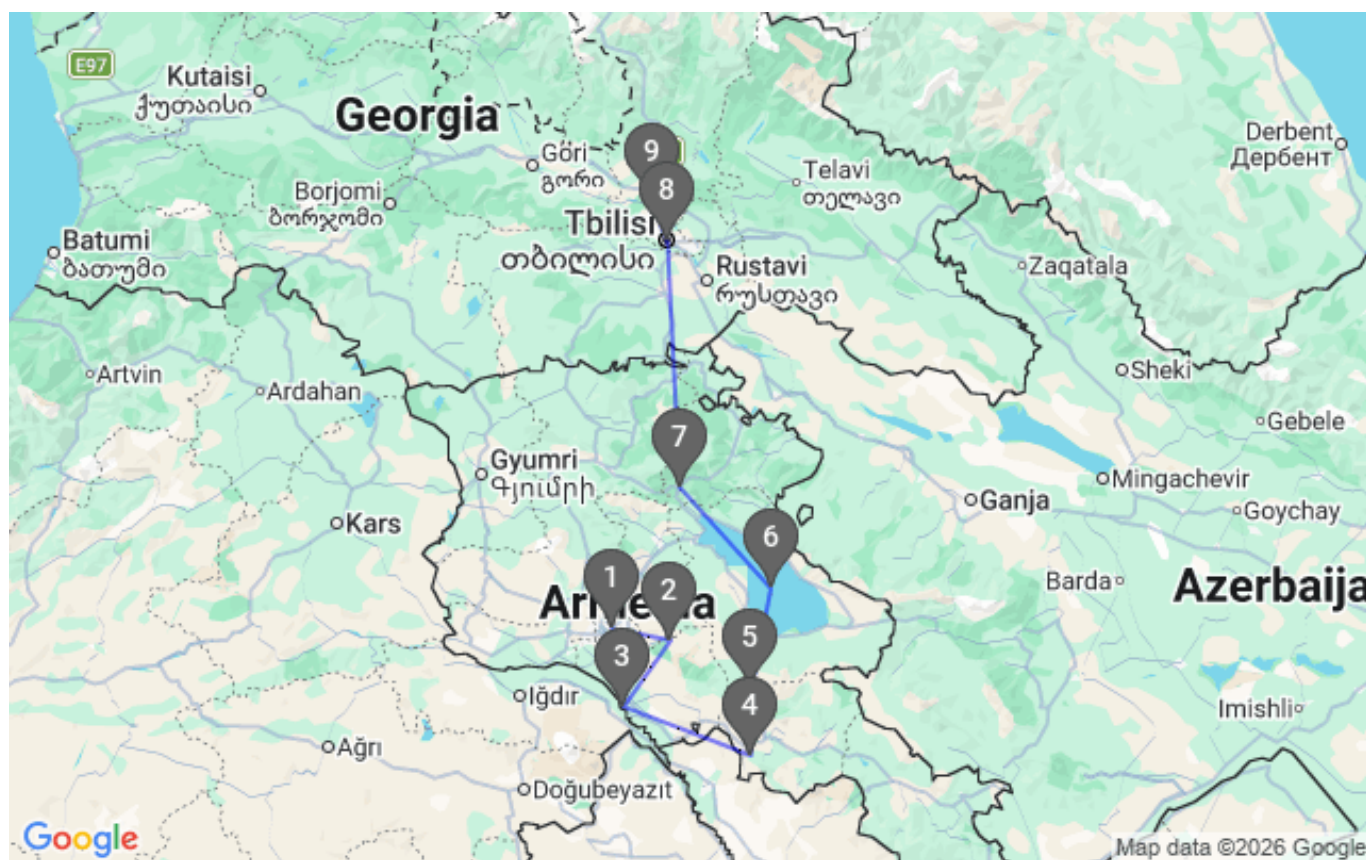 E97
Kutaisi
ქუთაისი
Georgia
Derbent
Дербент
9
Gori
გორი
Telavi
თელავი
8
Borjomi
ბორჯომი
Tbilisi
თბილისი
Batumi
ბათუმი
Rustavi
რუსთავი
Zaqatala
Artvin
Ardahan
Sheki
Gebele
7
Gyumri
Գյումրի
Mingachevir
Ganja
Goychay
Kars
6
1
2
Barda
Azerbaija
5
3
Iğdır
4
Imishli
Ağrı
Doğubeyazıt
Google
Map data ©2026 Google